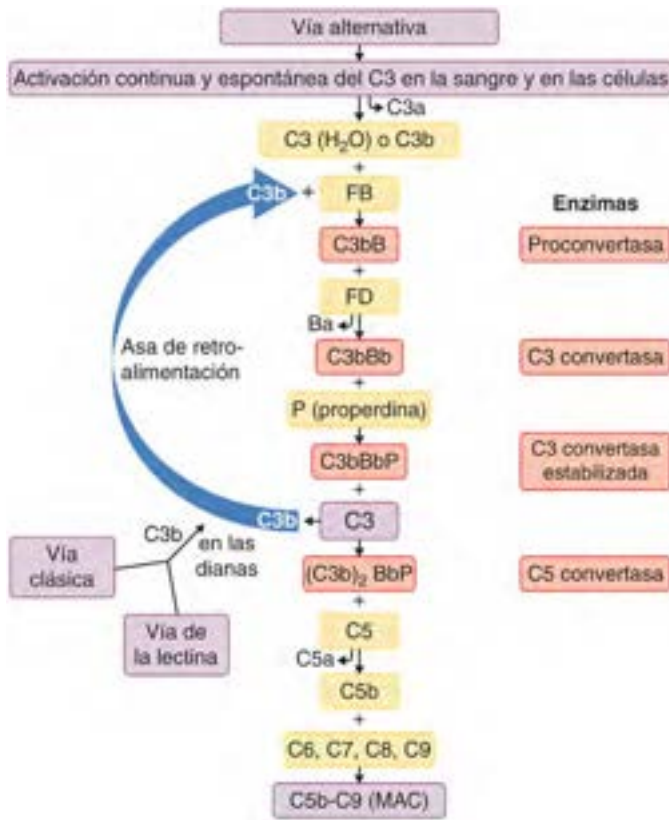 Vía alternativa
Activación continua y espontánea del C3 en la sangre y en las células
C3a
C3 (H₂O) o C3b
+
C3b + FB
Enzimas
C3bB
Proconvertasa
+
FD
Ba
Asa de retro-
alimentación
C3bBb
C3 convertasa
+
P (properdina)
C3bBbP
C3 convertasa
estabilizada
+
C3b
C3
C3b
en las
dianas
Vía
clásica
(C3b)₂ BbP
C5 convertasa
Vía de
la lectina
+
C5
C5a
C5b
+
C6, C7, C8, C9
C5b-C9 (MAC)